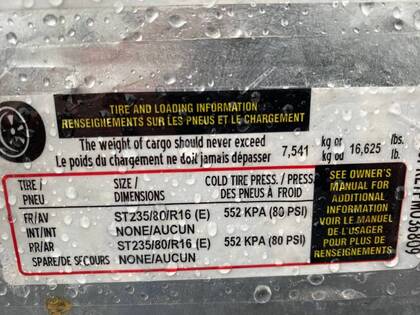 TIRE AND LOADING INFORMATION
RENSEIGNEMENTS SUR LES PNEUS ET LE CHARGEMENT
The weight of cargo should never exceed
Le poids du chargement ne doit jamais dépasser
7,541 kg or kg ou 16,625 lbs. lb.
TIRE / PNEU SIZE / DIMENSIONS COLD TIRE PRESS. / PRESS DES PNEUS À FROID
FR/AV ST235/80/R16 (E) 552 KPA (80 PSI)
INT/INT NONE/AUCUN
RR/AR ST235/80/R16 (E) 552 KPA (80 PSI)
SPARE/DE SECOURS NONE/AUCUN
SEE OWNER'S
MANUAL FOR
ADDITIONAL
INFORMATION
VOIR LE MANUEL
DE L'USAGER
POUR PLUS DE
RENSEIGNEMENTS